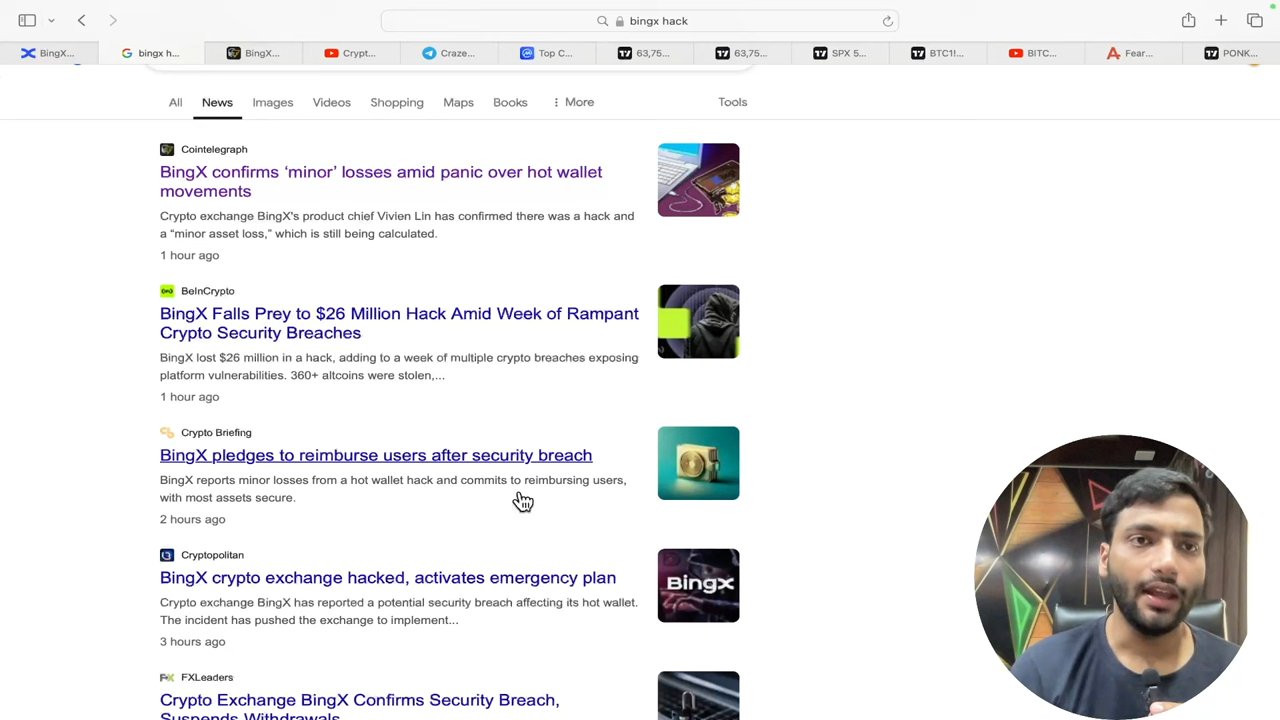 bingx hack
BingX...
bingx h...
BingX...
Crypt...
Craze...
Top C...
63,75...
63,75...
SPX 5...
BTC1!...
BITC...
Fear...
PONK...
All
News
Images
Videos
Shopping
Maps
Books
More
Tools
Cointelegraph
BingX confirms ‘minor’ losses amid panic over hot wallet
movements
Crypto exchange BingX's product chief Vivien Lin has confirmed there was a hack and
a “minor asset loss,” which is still being calculated.
1 hour ago
BeInCrypto
BingX Falls Prey to $26 Million Hack Amid Week of Rampant
Crypto Security Breaches
BingX lost $26 million in a hack, adding to a week of multiple crypto breaches exposing
platform vulnerabilities. 360+ altcoins were stolen,...
1 hour ago
Crypto Briefing
BingX pledges to reimburse users after security breach
BingX reports minor losses from a hot wallet hack and commits to reimbursing users,
with most assets secure.
2 hours ago
Cryptopolitan
BingX crypto exchange hacked, activates emergency plan
Crypto exchange BingX has reported a potential security breach affecting its hot wallet.
The incident has pushed the exchange to implement...
3 hours ago
BingX
FXLeaders
Crypto Exchange BingX Confirms Security Breach,
Suspends Withdrawals